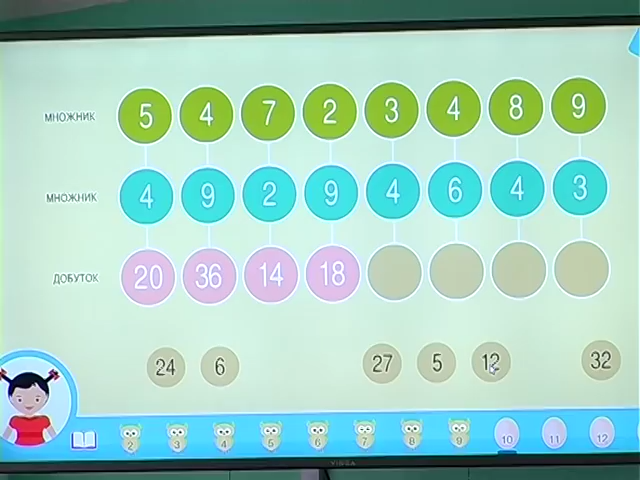 МНОЖНИК 5 4 7 2 3 4 8 9
МНОЖНИК 4 9 2 9 4 6 4 3
ДОБУТОК 20 36 14 18
24 6 27 5 12 32
2 3 4 5 6 7 8 9 10 11 12